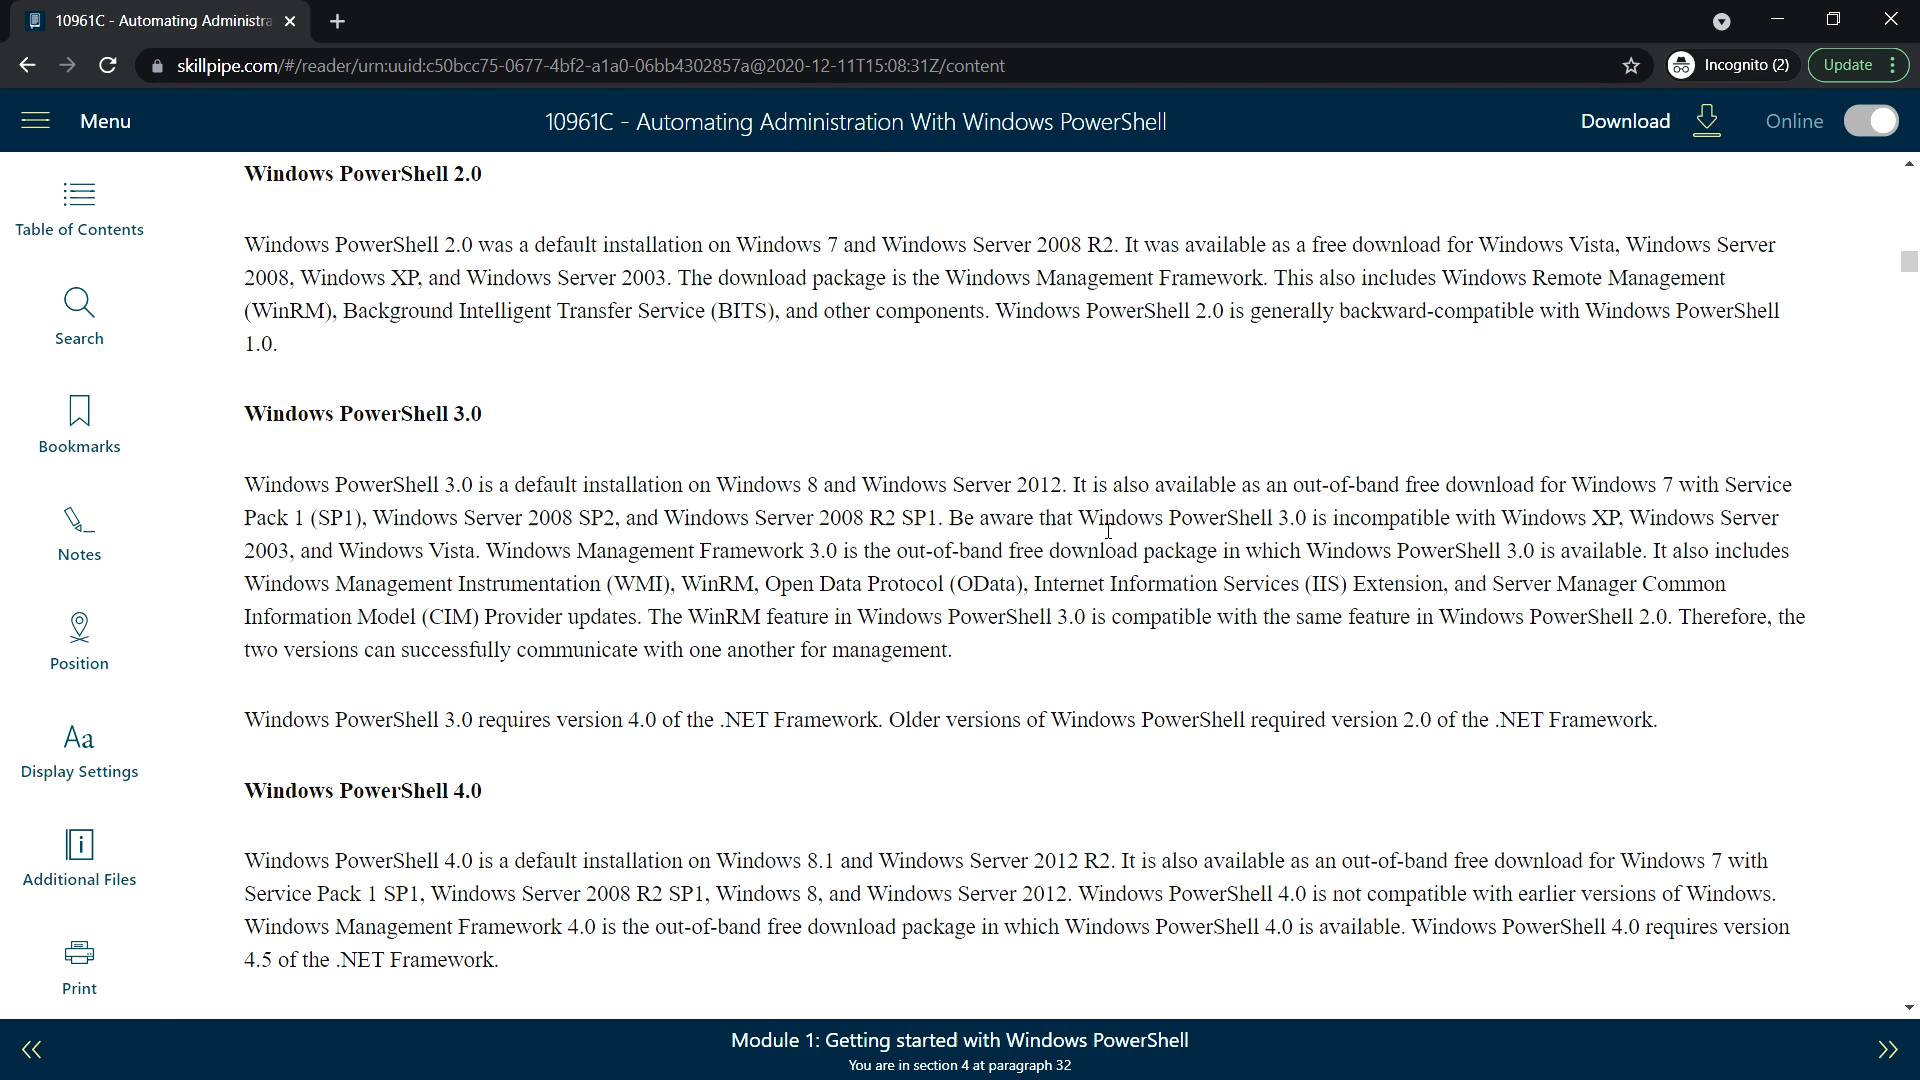 10961C - Automating Administra
skillpipe.com/#/reader/urn:uuid:c50bcc75-0677-4bf2-a1a0-06bb4302857a@2020-12-11T15:08:31Z/content
Incognito (2)
Update
Menu
10961C - Automating Administration With Windows PowerShell
Download
Online
Table of Contents
Search
Bookmarks
Notes
Position
Aa
Display Settings
Additional Files
Print
Windows PowerShell 2.0
Windows PowerShell 2.0 was a default installation on Windows 7 and Windows Server 2008 R2. It was available as a free download for Windows Vista, Windows Server
2008, Windows XP, and Windows Server 2003. The download package is the Windows Management Framework. This also includes Windows Remote Management
(WinRM), Background Intelligent Transfer Service (BITS), and other components. Windows PowerShell 2.0 is generally backward-compatible with Windows PowerShell
1.0.
Windows PowerShell 3.0
Windows PowerShell 3.0 is a default installation on Windows 8 and Windows Server 2012. It is also available as an out-of-band free download for Windows 7 with Service
Pack 1 (SP1), Windows Server 2008 SP2, and Windows Server 2008 R2 SP1. Be aware that Windows PowerShell 3.0 is incompatible with Windows XP, Windows Server
2003, and Windows Vista. Windows Management Framework 3.0 is the out-of-band free download package in which Windows PowerShell 3.0 is available. It also includes
Windows Management Instrumentation (WMI), WinRM, Open Data Protocol (OData), Internet Information Services (IIS) Extension, and Server Manager Common
Information Model (CIM) Provider updates. The WinRM feature in Windows PowerShell 3.0 is compatible with the same feature in Windows PowerShell 2.0. Therefore, the
two versions can successfully communicate with one another for management.
Windows PowerShell 3.0 requires version 4.0 of the .NET Framework. Older versions of Windows PowerShell required version 2.0 of the .NET Framework.
Windows PowerShell 4.0
Windows PowerShell 4.0 is a default installation on Windows 8.1 and Windows Server 2012 R2. It is also available as an out-of-band free download for Windows 7 with
Service Pack 1 SP1, Windows Server 2008 R2 SP1, Windows 8, and Windows Server 2012. Windows PowerShell 4.0 is not compatible with earlier versions of Windows.
Windows Management Framework 4.0 is the out-of-band free download package in which Windows PowerShell 4.0 is available. Windows PowerShell 4.0 requires version
4.5 of the .NET Framework.
Module 1: Getting started with Windows PowerShell
You are in section 4 at paragraph 32